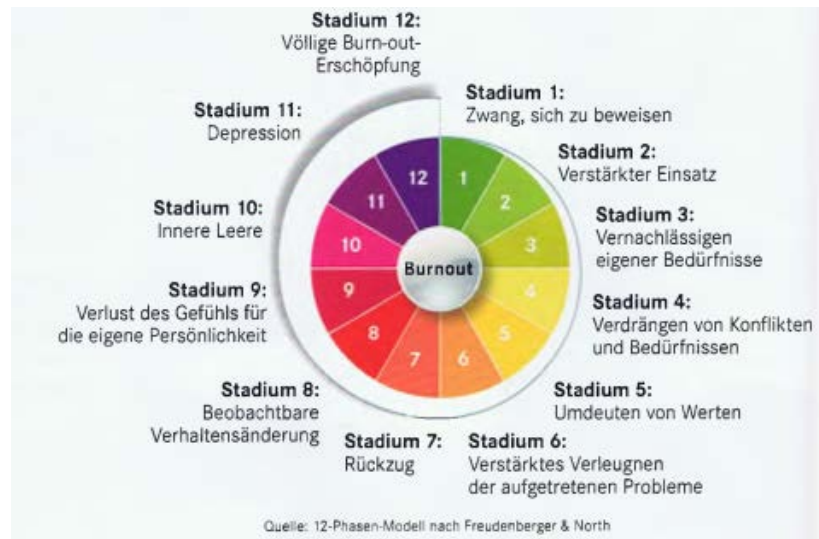 Stadium 12:
Völlige Burn-out-
Erschöpfung
Stadium 1:
Zwang, sich zu beweisen
Stadium 2:
Verstärkter Einsatz
Stadium 3:
Vernachlässigen
eigener Bedürfnisse
Stadium 4:
Verdrängen von Konflikten
und Bedürfnissen
Stadium 5:
Umdeuten von Werten
Stadium 6:
Verstärktes Verleugnen
der aufgetretenen Probleme
Stadium 7:
Rückzug
Stadium 8:
Beobachtbare
Verhaltensänderung
Stadium 9:
Verlust des Gefühls für
die eigene Persönlichkeit
Stadium 10:
Innere Leere
Stadium 11:
Depression
1
2
3
4
5
6
7
8
9
10
11
12
Burnout
Quelle: 12-Phasen-Modell nach Freudenberger & North